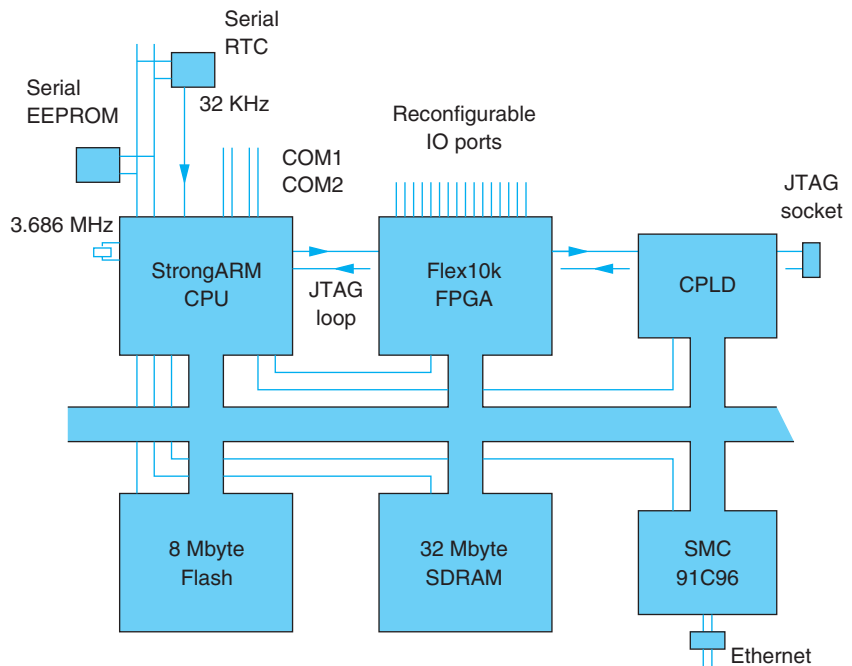 Serial
RTC
Serial
EEPROM
32 KHz
Reconfigurable
IO ports
COM1
COM2
JTAG
socket
3.686 MHz
StrongARM
CPU
JTAG
loop
Flex10k
FPGA
CPLD
8 Mbyte
Flash
32 Mbyte
SDRAM
SMC
91C96
Ethernet